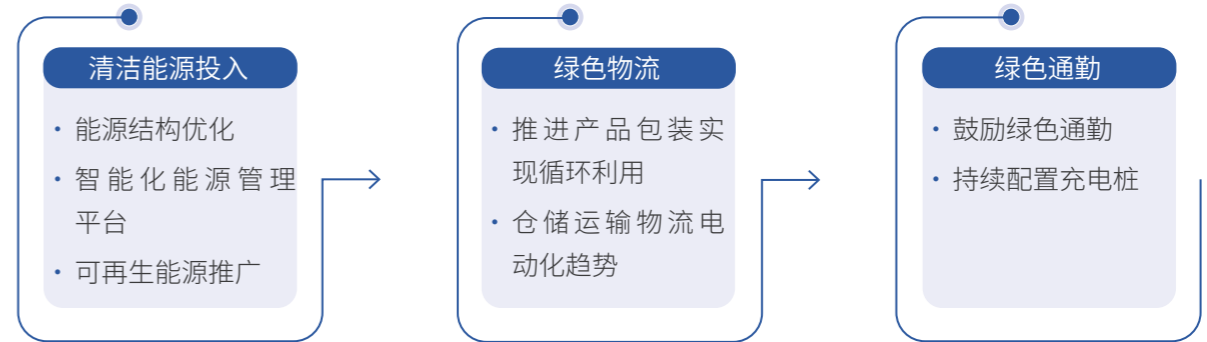 清洁能源投入
· 能源结构优化
· 智能化能源管理
平台
· 可再生能源推广
绿色物流
· 推进产品包装实
现循环利用
· 仓储运输物流电
动化趋势
绿色通勤
· 鼓励绿色通勤
· 持续配置充电桩